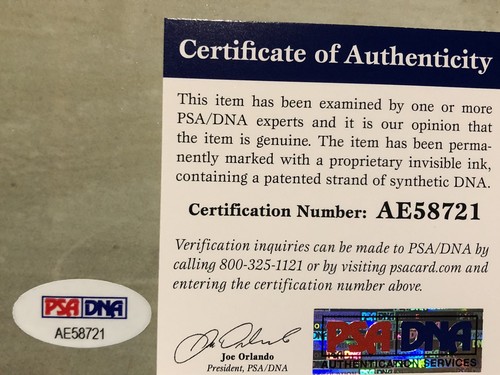 Certificate of Authenticity
This item has been examined by one or more
PSA/DNA experts and it is our opinion that
the item is genuine. The item has been perma-
nently marked with a proprietary invisible ink,
containing a patented strand of synthetic DNA.
Certification Number: AE58721
Verification inquiries can be made to PSA/DNA by
calling 800-325-1121 or by visiting psacard.com and
entering the certification number above.
PSA DNA
AE58721
Joe Orlando
President, PSA/DNA
PSA DNA
AUTHENTICATION SERVICES